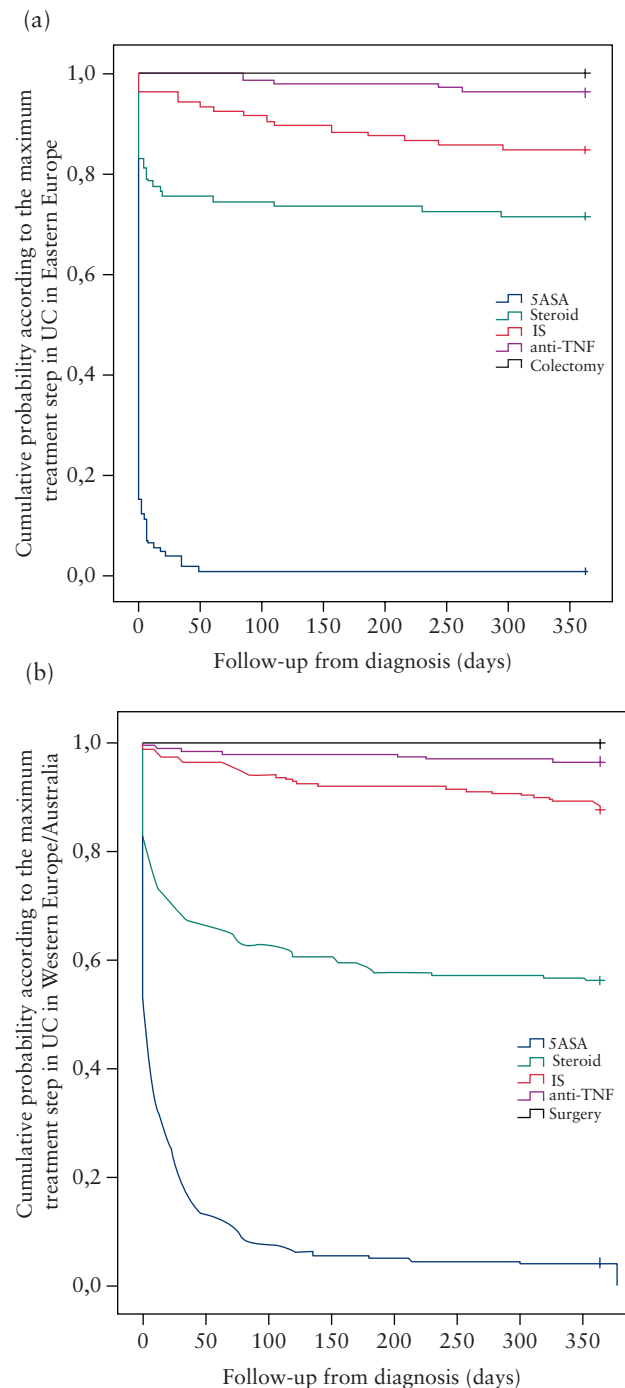 (a)
Cumulative probability according to the maximum
treatment step in UC in Eastern Europe
1,0
0,8
0,6
0,4
0,2
0,0
5ASA
Steroid
IS
anti-TNF
Colectomy
0 50 100 150 200 250 300 350
Follow-up from diagnosis (days)
(b)
Cumulative probability according to the maximum
treatment step in UC in Western Europe/Australia
1,0
0,8
0,6
0,4
0,2
0,0
5ASA
Steroid
IS
anti-TNF
Surgery
0 50 100 150 200 250 300 350
Follow-up from diagnosis (days)